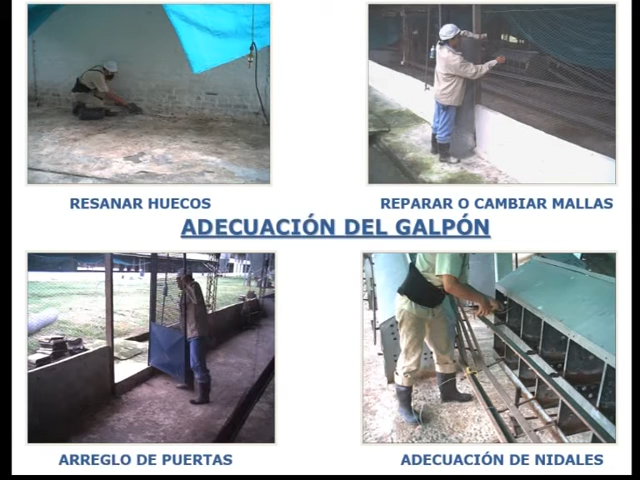 RESANAR HUECOS
REPARAR O CAMBIAR MALLAS
ADECUACIÓN DEL GALPÓN
ARREGLO DE PUERTAS
ADECUACIÓN DE NIDALES